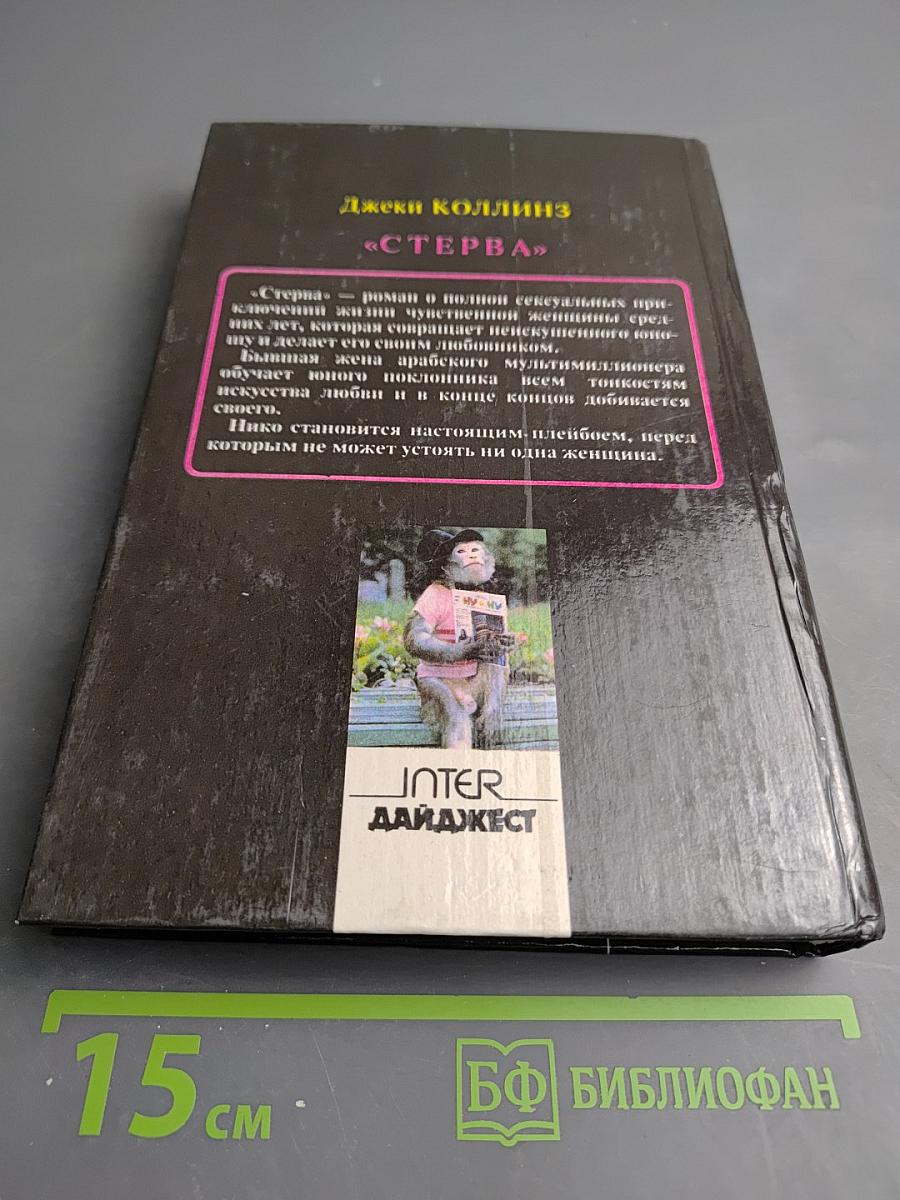 Джеки КОЛЛИНЗ
«СТЕРВА»
«Стерва» — роман о полной сексуальных при-
ключений жизни чувственной женщины сред-
них лет, которая совращает неискушенного юно-
шу и делает его своим любовником.
Бывшая жена арабского мультимиллионера
обучает юного поклонника всем тонкостям
искусства любви и в конце концов добивается
своего.
Нико становится настоящим плейбоем, перед
которым не может устоять ни одна женщина.
НУ и НУ
INTER
ДАЙДЖЕСТ
15 см
БФ БИБЛИОФАН